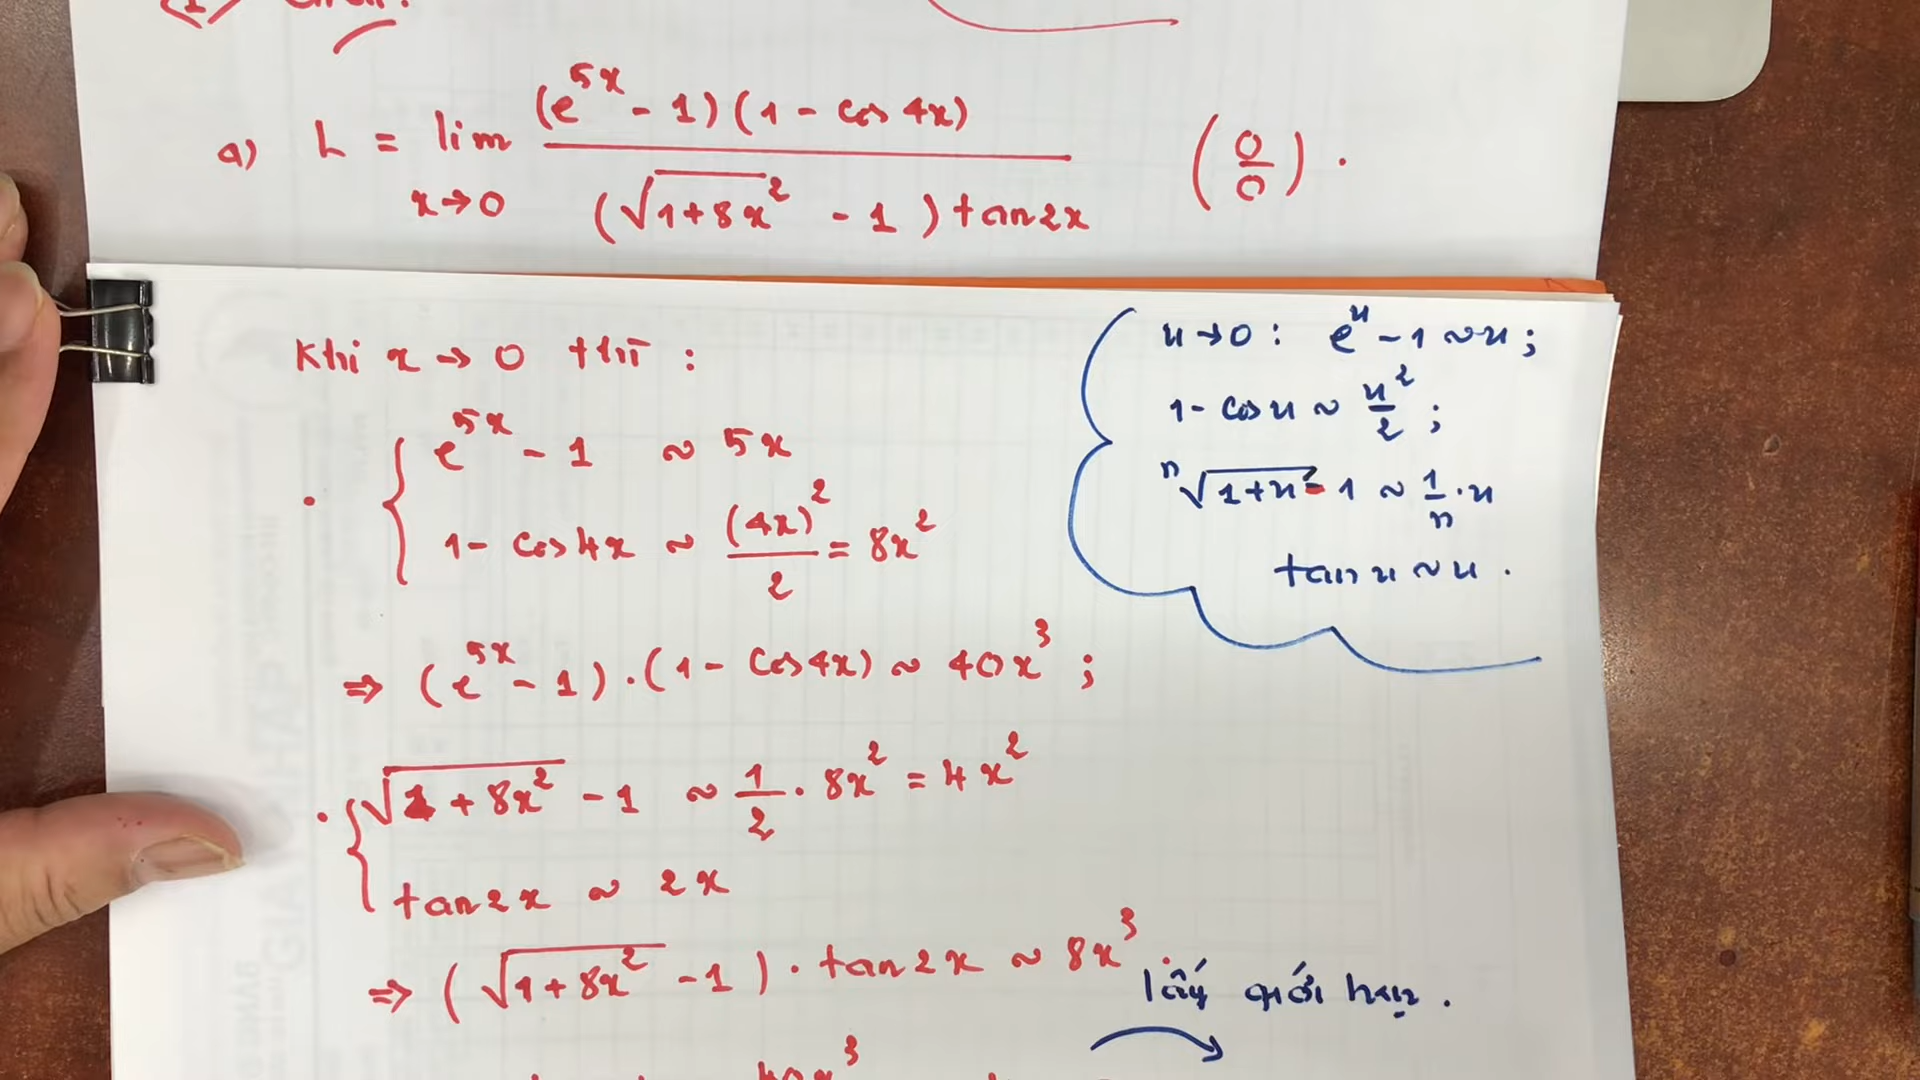 a) L = lim (e^{5x} - 1)(1 - cos 4x) / (√(1+8x²) - 1) tan 2x (0/0).
x→0
Khi x → 0 thì :
e^{5x} - 1 ~ 5x
1 - cos 4x ~ (4x)²/2 = 8x²
⇒ (e^{5x} - 1).(1 - cos 4x) ~ 40x³ ;
√(1 + 8x²) - 1 ~ 1/2 . 8x² = 4x²
tan 2x ~ 2x
⇒ (√(1+8x²) - 1) . tan 2x ~ 8x³.
u→0 : e^u - 1 ~ u ;
1 - cos u ~ u²/2 ;
ⁿ√(1+u) - 1 ~ 1/n . u
tan u ~ u .
lấy giới hạn .